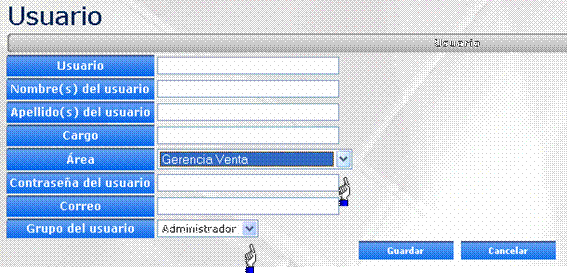 Usuario
Usuario
Usuario
Nombre(s) del usuario
Apellido(s) del usuario
Cargo
Área
Gerencia Venta
Contraseña del usuario
Correo
Grupo del usuario
Administrador
Guardar
Cancelar